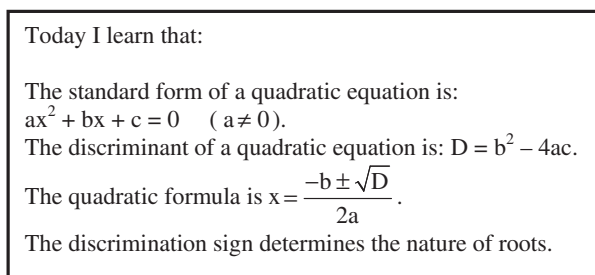 Today I learn that:
The standard form of a quadratic equation is:
ax² + bx + c = 0 ( a ≠ 0 ).
The discriminant of a quadratic equation is: D = b² – 4ac.
The quadratic formula is x = (–b ± √D) / 2a .
The discrimination sign determines the nature of roots.